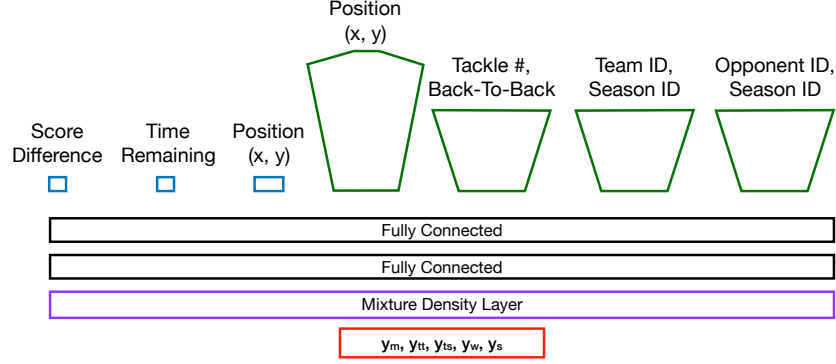 Position
(x, y)
Tackle #,
Back-To-Back
Team ID,
Season ID
Opponent ID,
Season ID
Score
Difference
Time
Remaining
Position
(x, y)
Fully Connected
Fully Connected
Mixture Density Layer
yₘ, yₜₜ, yₜₛ, y_w, yₛ